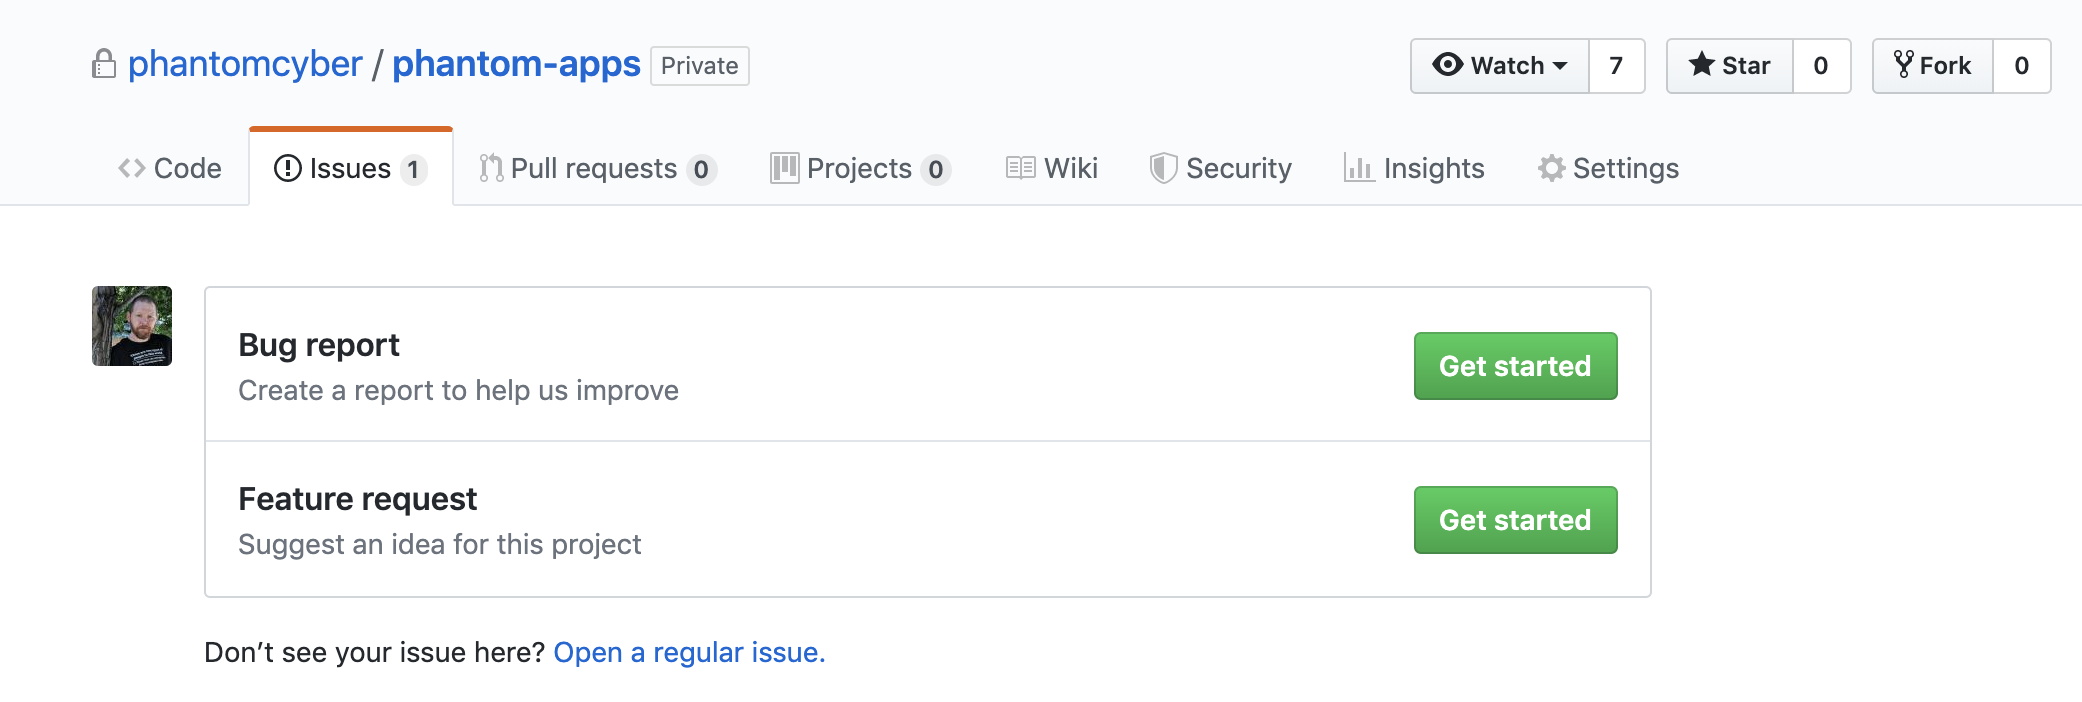 phantomcyber / phantom-apps Private Watch 7 Star 0 Fork 0
Code Issues 1 Pull requests 0 Projects 0 Wiki Security Insights Settings
Bug report
Create a report to help us improve
Get started
Feature request
Suggest an idea for this project
Get started
Don’t see your issue here? Open a regular issue.